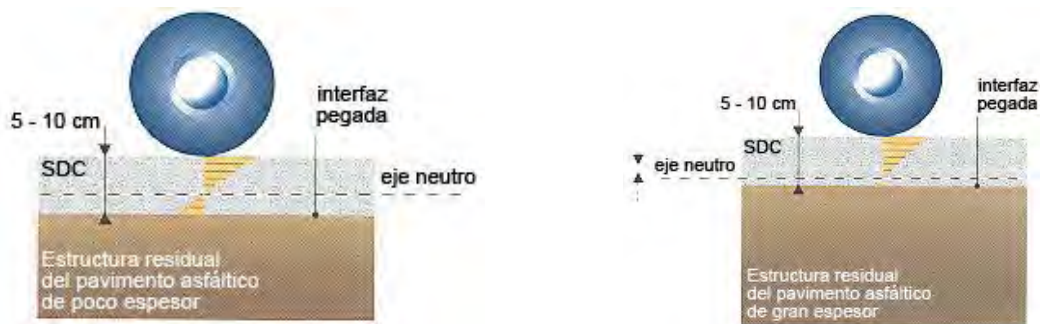 interfaz
pegada
5 - 10 cm
SDC
eje neutro
Estructura residual
del pavimento asfáltico
de poco espesor
interfaz
pegada
5 - 10 cm
SDC
eje neutro
Estructura residual
del pavimento asfáltico
de gran espesor